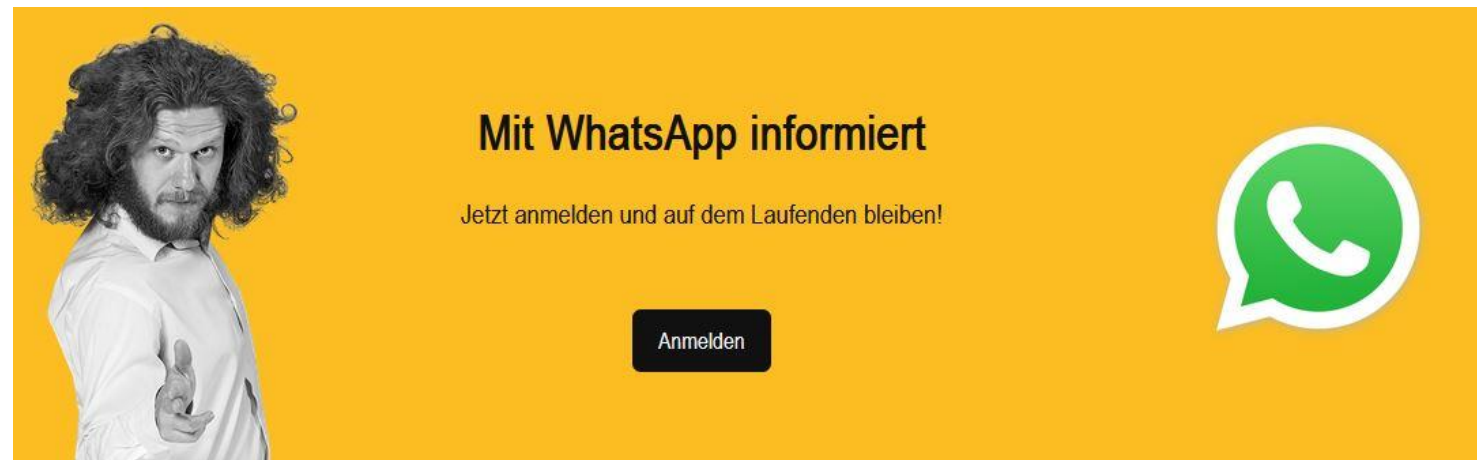 Mit WhatsApp informiert
Jetzt anmelden und auf dem Laufenden bleiben!
Anmelden